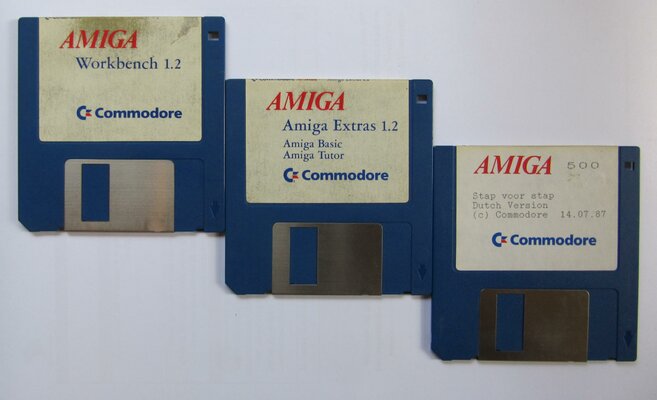 AMIGA
Workbench 1.2
Commodore
AMIGA
Amiga Extras 1.2
Amiga Basic
Amiga Tutor
Commodore
AMIGA 500
Stap voor stap
Dutch Version
(c) Commodore 14.07.87
Commodore